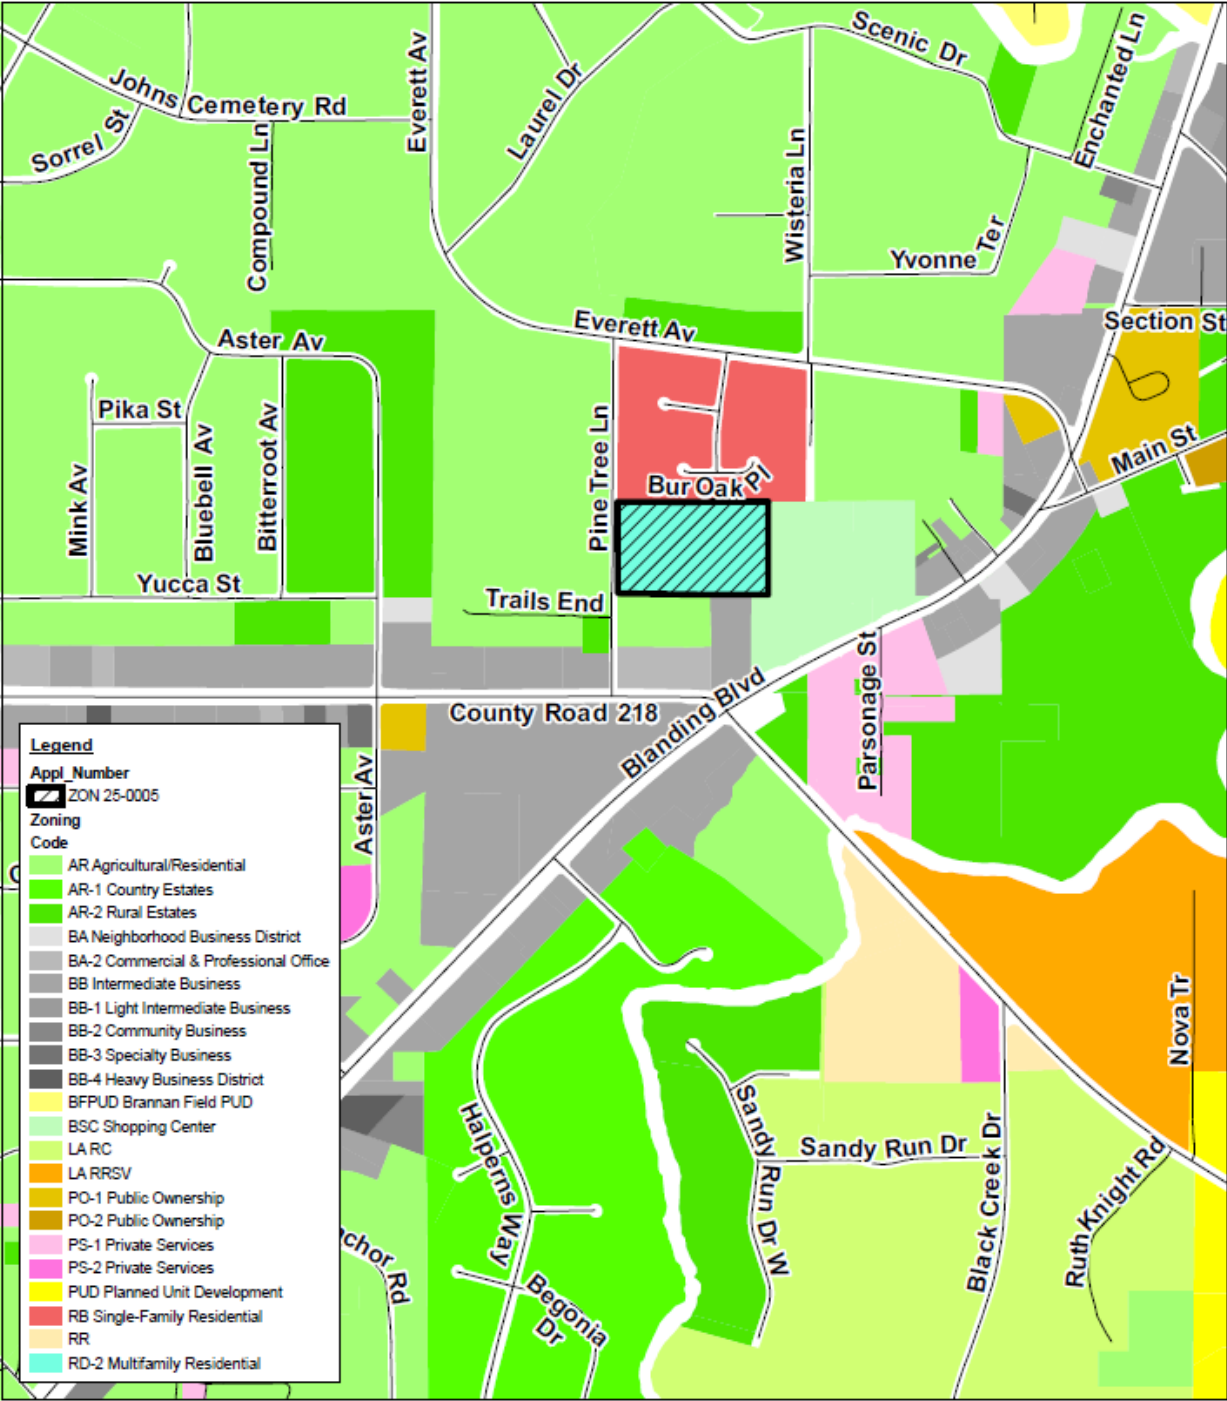 Scenic Dr
Enchanted Ln
Johns Cemetery Rd
Everett Av
Laurel Dr
Sorrel St
Compound Ln
Wisteria Ln
Yvonne Ter
Section St
Everett Av
Aster Av
Pika St
Mink Av
Bluebell Av
Bitterroot Av
Pine Tree Ln
Bur Oak Pl
Main St
Yucca St
Trails End
Parsonage St
County Road 218
Blanding Blvd
Aster Av
Legend
Appl_Number
ZON 25-0005
Zoning
Code
AR Agricultural/Residential
AR-1 Country Estates
AR-2 Rural Estates
BA Neighborhood Business District
BA-2 Commercial & Professional Office
BB Intermediate Business
BB-1 Light Intermediate Business
BB-2 Community Business
BB-3 Specialty Business
BB-4 Heavy Business District
BFPUD Brannan Field PUD
BSC Shopping Center
LA RC
LA RRSV
PO-1 Public Ownership
PO-2 Public Ownership
PS-1 Private Services
PS-2 Private Services
PUD Planned Unit Development
RB Single-Family Residential
RR
RD-2 Multifamily Residential
Nova Tr
Halperns Way
Sandy Run Dr W
Sandy Run Dr
Black Creek Dr
Ruth Knight Rd
chor Rd
Begonia Dr